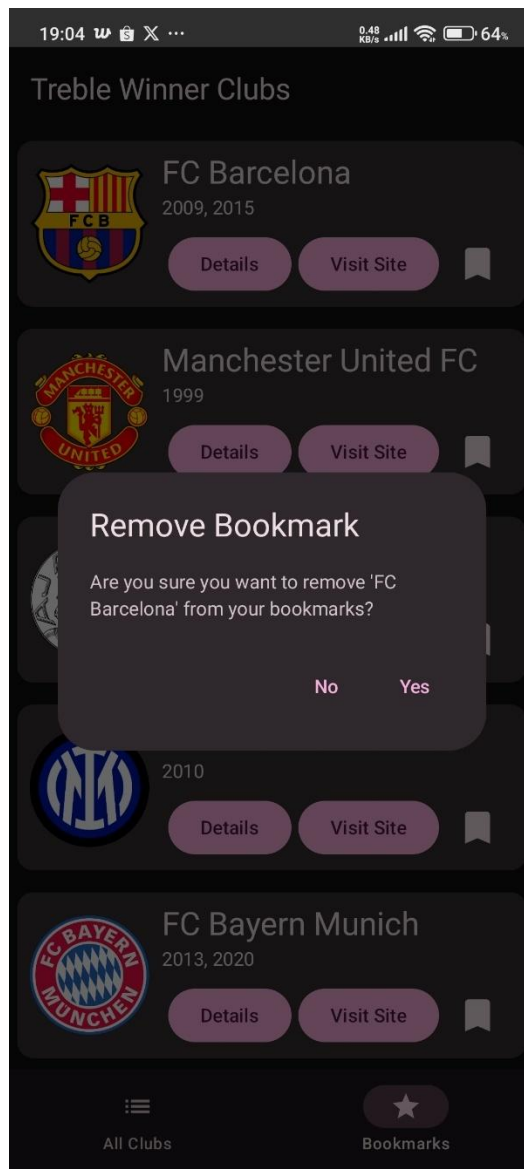 19:04 ... 0.48 KB/s 64%
Treble Winner Clubs
FCB
FC Barcelona
2009, 2015
Details Visit Site
MANCHESTER
UNITED
Manchester United FC
1999
Details Visit Site
Remove Bookmark
Are you sure you want to remove 'FC
Barcelona' from your bookmarks?
No Yes
2010
Details Visit Site
FC BAYERN
MÜNCHEN
FC Bayern Munich
2013, 2020
Details Visit Site
All Clubs Bookmarks